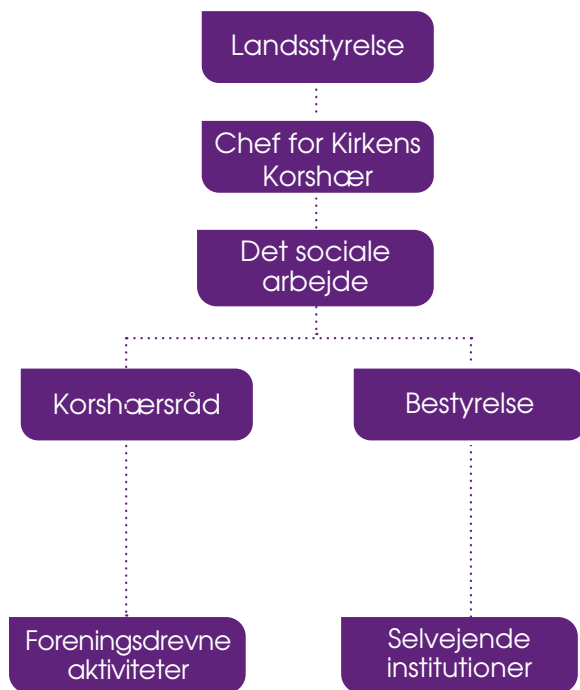 Landsstyrelse
Chef for Kirkens
Korshær
Det sociale
arbejde
Korshærsråd
Bestyrelse
Foreningsdrevne
aktiviteter
Selvejende
institutioner